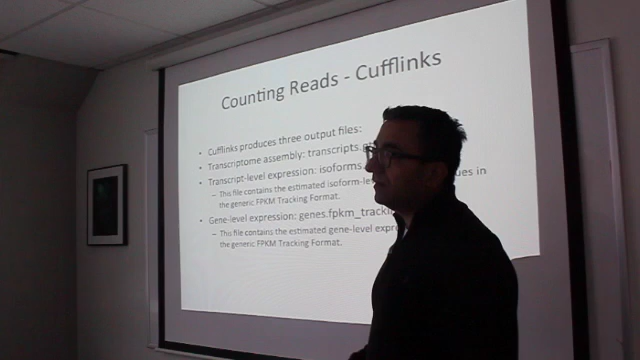 Counting Reads - Cufflinks
• Cufflinks produces three output files:
• Transcriptome assembly: transcripts.g
• Transcript-level expression: isoforms.
– This file contains the estimated isoform-le ues in
the generic FPKM Tracking Format.
• Gene-level expression: genes.fpkm_trackin
– This file contains the estimated gene-level expr
the generic FPKM Tracking Format.